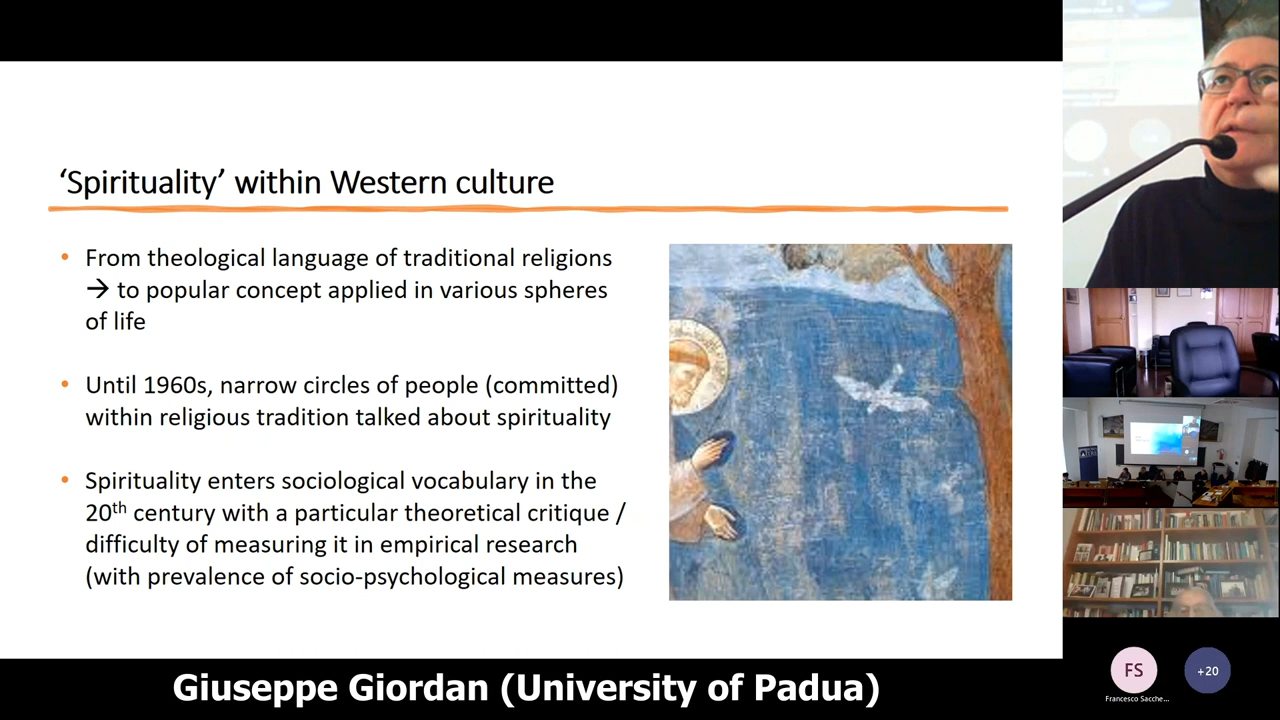 ‘Spirituality’ within Western culture
• From theological language of traditional religions
→ to popular concept applied in various spheres
of life
• Until 1960s, narrow circles of people (committed)
within religious tradition talked about spirituality
• Spirituality enters sociological vocabulary in the
20th century with a particular theoretical critique /
difficulty of measuring it in empirical research
(with prevalence of socio-psychological measures)
FS
+20
Francesco Sacche...
Giuseppe Giordan (University of Padua)